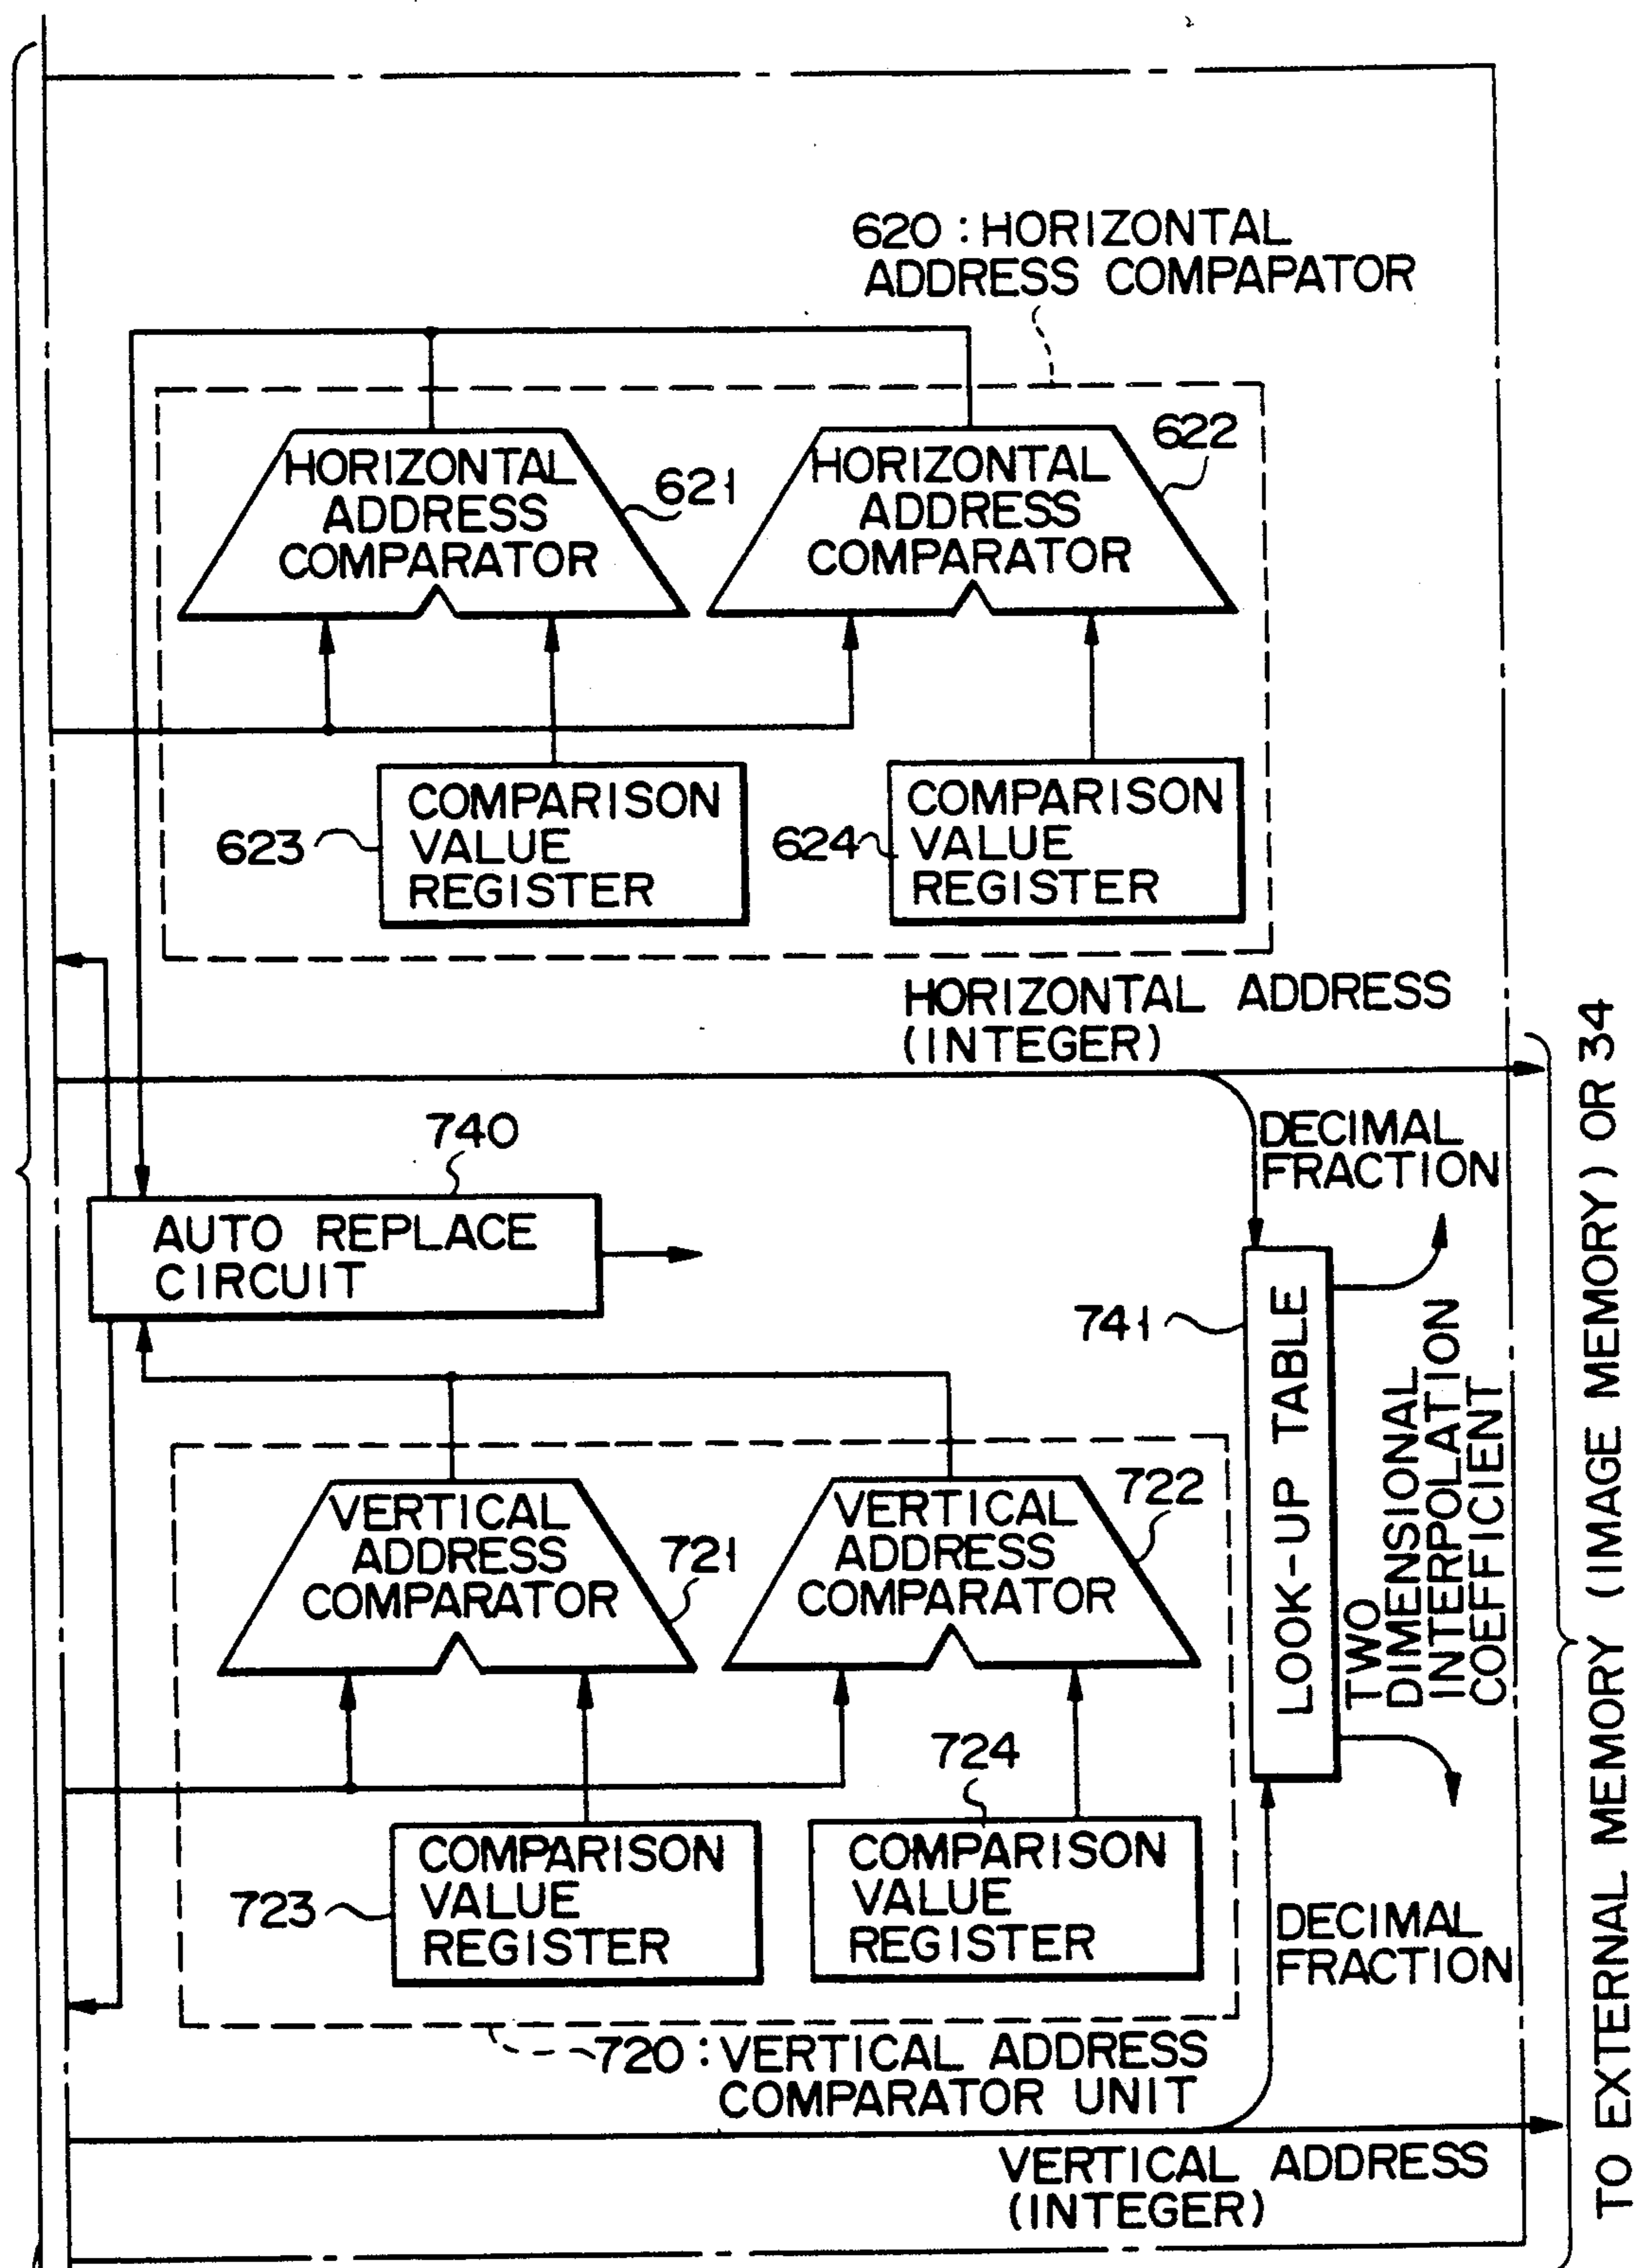 620 : HORIZONTAL
ADDRESS COMPAPATOR
HORIZONTAL
ADDRESS
COMPARATOR
621
HORIZONTAL
ADDRESS
COMPARATOR
622
COMPARISON
VALUE
REGISTER
623
COMPARISON
VALUE
REGISTER
624
HORIZONTAL ADDRESS
(INTEGER)
DECIMAL
FRACTION
740
AUTO REPLACE
CIRCUIT
741
LOOK-UP TABLE
TWO
DIMENSIONAL
INTERPOLATION
COEFFICIENT
VERTICAL
ADDRESS
COMPARATOR
721
VERTICAL
ADDRESS
COMPARATOR
722
724
COMPARISON
VALUE
REGISTER
723
COMPARISON
VALUE
REGISTER
DECIMAL
FRACTION
720 : VERTICAL ADDRESS
COMPARATOR UNIT
VERTICAL ADDRESS
(INTEGER)
TO EXTERNAL MEMORY (IMAGE MEMORY) OR 34